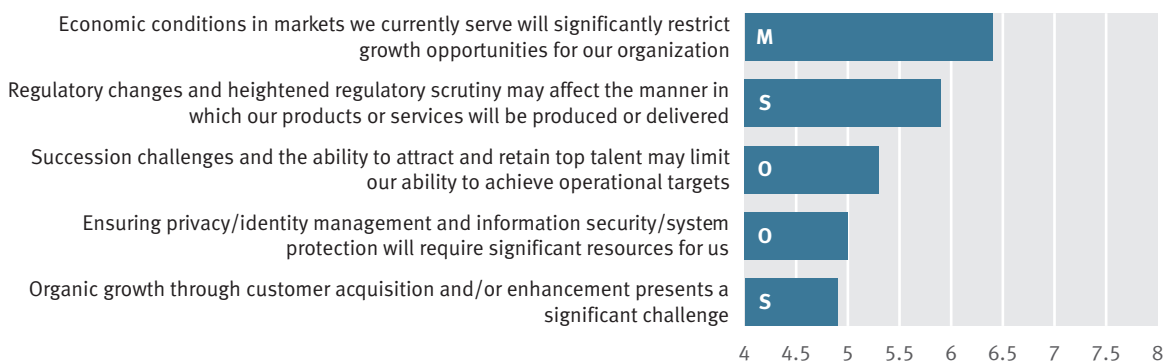 Economic conditions in markets we currently serve will significantly restrict
growth opportunities for our organization
M
Regulatory changes and heightened regulatory scrutiny may affect the manner in
which our products or services will be produced or delivered
S
Succession challenges and the ability to attract and retain top talent may limit
our ability to achieve operational targets
O
Ensuring privacy/identity management and information security/system
protection will require significant resources for us
O
Organic growth through customer acquisition and/or enhancement presents a
significant challenge
S
4 4.5 5 5.5 6 6.5 7 7.5 8